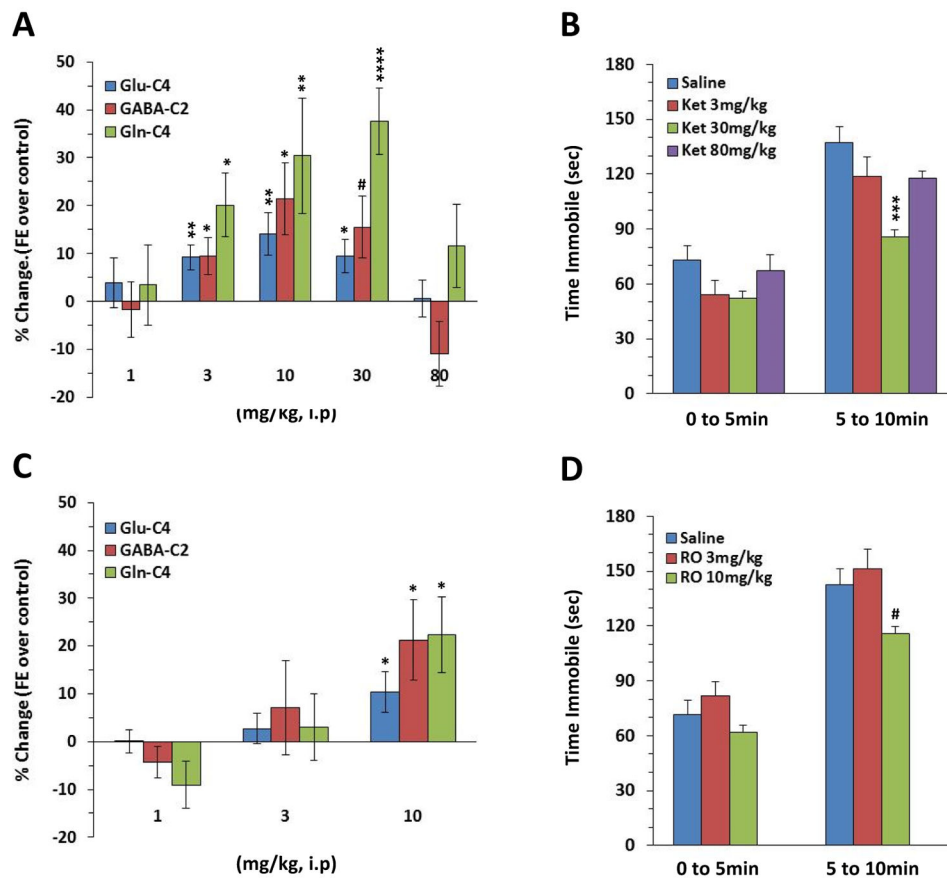 A
% Change.(FE over control)
50
40
30
20
10
0
-10
-20
Glu-C4
GABA-C2
Gln-C4
**
*
*
**
*
**
*
#
****
1
3
10
30
80
(mg/kg, i.p)
B
Time Immobile (sec)
180
150
120
90
60
30
0
Saline
Ket 3mg/kg
Ket 30mg/kg
Ket 80mg/kg
***
0 to 5min
5 to 10min
C
% Change (FE over control)
50
40
30
20
10
0
-10
-20
Glu-C4
GABA-C2
Gln-C4
*
*
*
1
3
10
(mg/kg, i.p)
D
Time Immobile (sec)
180
150
120
90
60
30
0
Saline
RO 3mg/kg
RO 10mg/kg
#
0 to 5min
5 to 10min